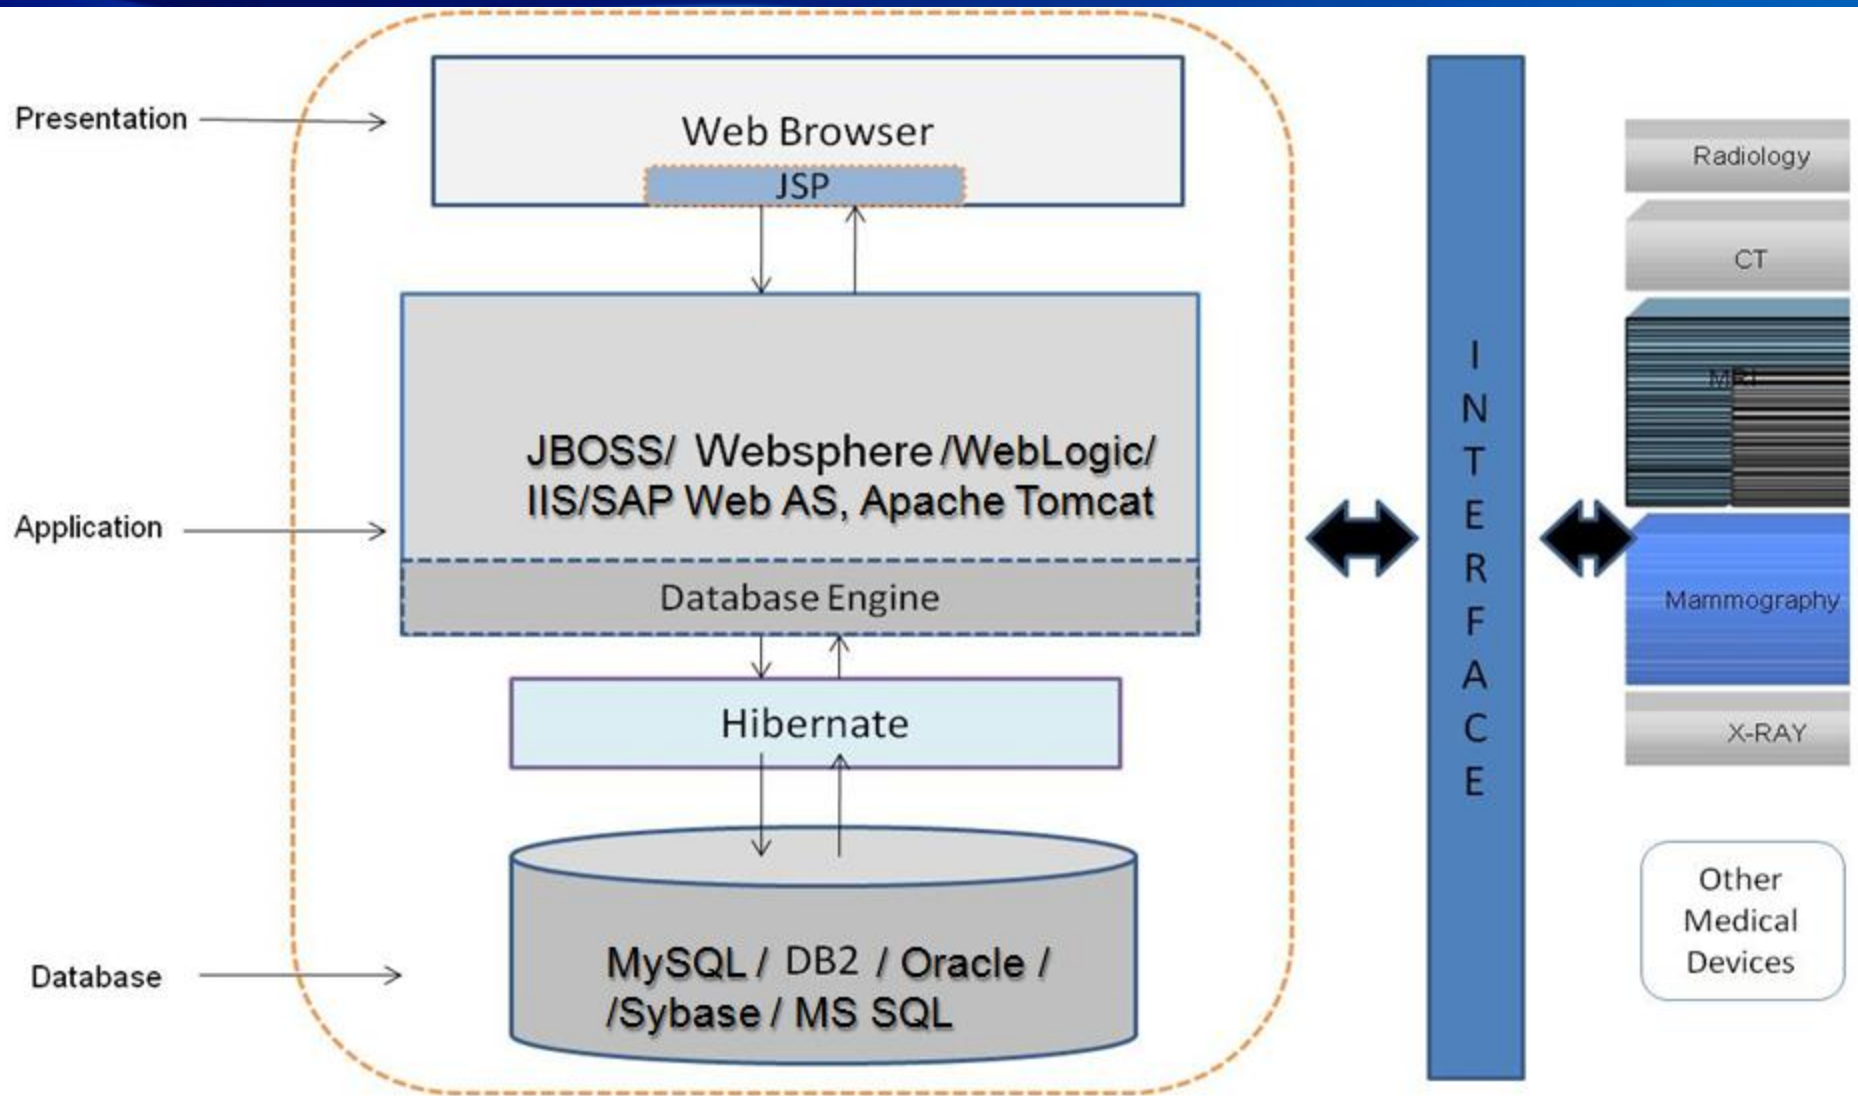 Presentation
Web Browser
JSP
Application
JBOSS/ Websphere /WebLogic/
IIS/SAP Web AS, Apache Tomcat
Database Engine
Hibernate
Database
MySQL / DB2 / Oracle /
/Sybase / MS SQL
I
N
T
E
R
F
A
C
E
Radiology
CT
MRI
Mammography
X-RAY
Other
Medical
Devices